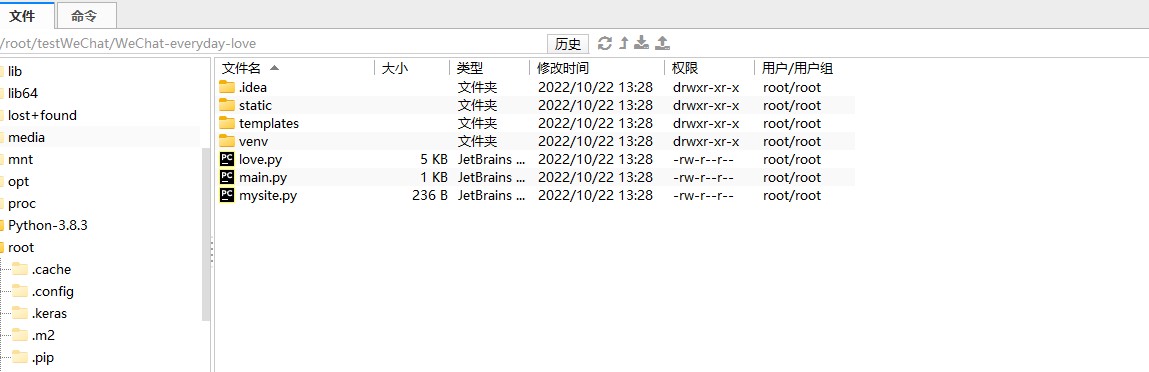 文件 命令
/root/testWeChat/WeChat-everyday-love 历史
lib
lib64
lost+found
media
mnt
opt
proc
Python-3.8.3
root
.cache
.config
.keras
.m2
.pip
文件名 大小 类型 修改时间 权限 用户/用户组
.idea 文件夹 2022/10/22 13:28 drwxr-xr-x root/root
static 文件夹 2022/10/22 13:28 drwxr-xr-x root/root
templates 文件夹 2022/10/22 13:28 drwxr-xr-x root/root
venv 文件夹 2022/10/22 13:28 drwxr-xr-x root/root
love.py 5 KB JetBrains ... 2022/10/22 13:28 -rw-r--r-- root/root
main.py 1 KB JetBrains ... 2022/10/22 13:28 -rw-r--r-- root/root
mysite.py 236 B JetBrains ... 2022/10/22 13:28 -rw-r--r-- root/root